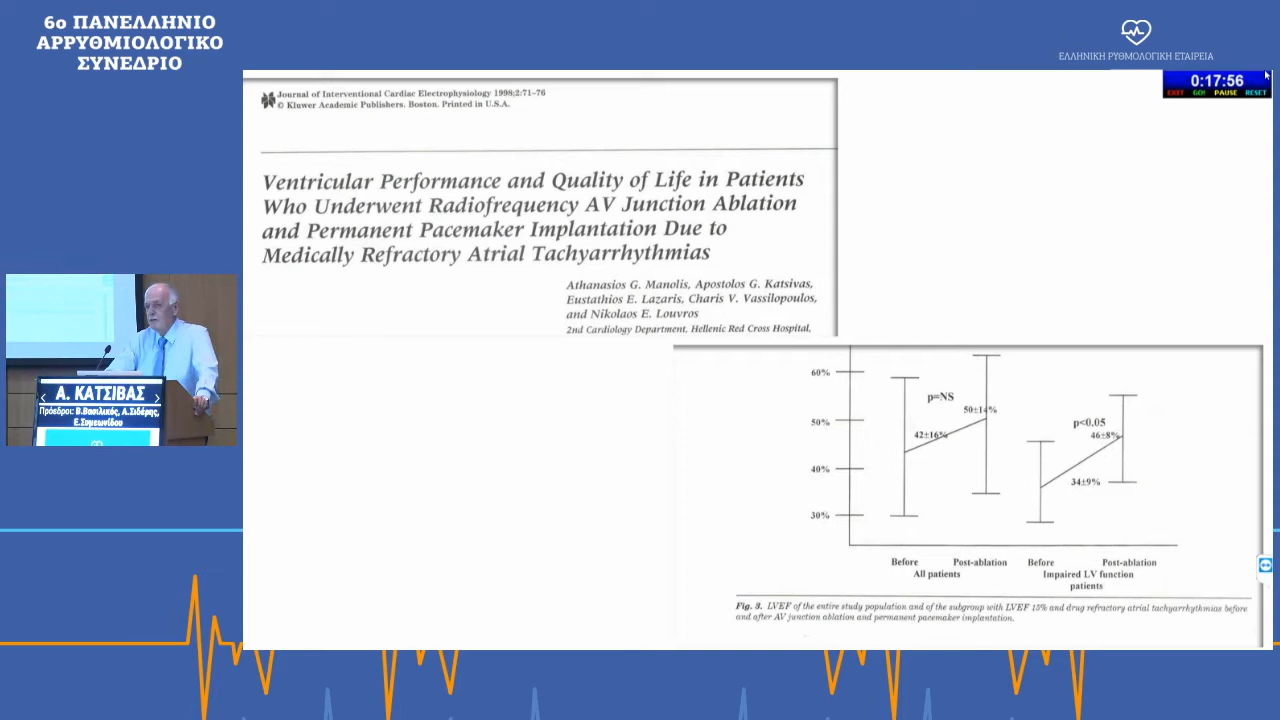 6ο ΠΑΝΕΛΛΗΝΙΟ
ΑΡΡΥΘΜΙΟΛΟΓΙΚΟ
ΣΥΝΕΔΡΙΟ
ΕΛΛΗΝΙΚΗ ΡΥΘΜΟΛΟΓΙΚΗ ΕΤΑΙΡΕΙΑ
0:17:56
EXIT GO! PAUSE RESET
Journal of Interventional Cardiac Electrophysiology 1998;2:71–76
© Kluwer Academic Publishers. Boston. Printed in U.S.A.
Ventricular Performance and Quality of Life in Patients
Who Underwent Radiofrequency AV Junction Ablation
and Permanent Pacemaker Implantation Due to
Medically Refractory Atrial Tachyarrhythmias
Athanasios G. Manolis, Apostolos G. Katsivas,
Eustathios E. Lazaris, Charis V. Vassilopoulos,
and Nikolaos E. Louvros
2nd Cardiology Department, Hellenic Red Cross Hospital,
Α. ΚΑΤΣΙΒΑΣ
Πρόεδροι: Β.Βασιλικός, Α.Σιδέρης,
Ε.Συμεωνίδου
60%
50%
40%
30%
p=NS
42±16%
50±14%
p<0.05
46±8%
34±9%
Before Post-ablation Before Post-ablation
All patients Impaired LV function
patients
Fig. 3. LVEF of the entire study population and of the subgroup with LVEF 15% and drug refractory atrial tachyarrhythmias before
and after AV junction ablation and permanent pacemaker implantation.